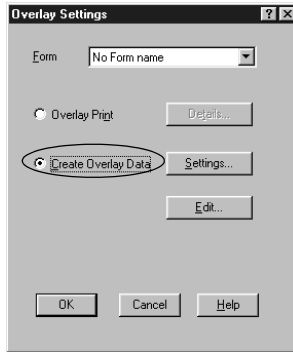 Overlay Settings
Form No Form name
Overlay Print Details...
Create Overlay Data Settings...
Edit...
OK Cancel Help